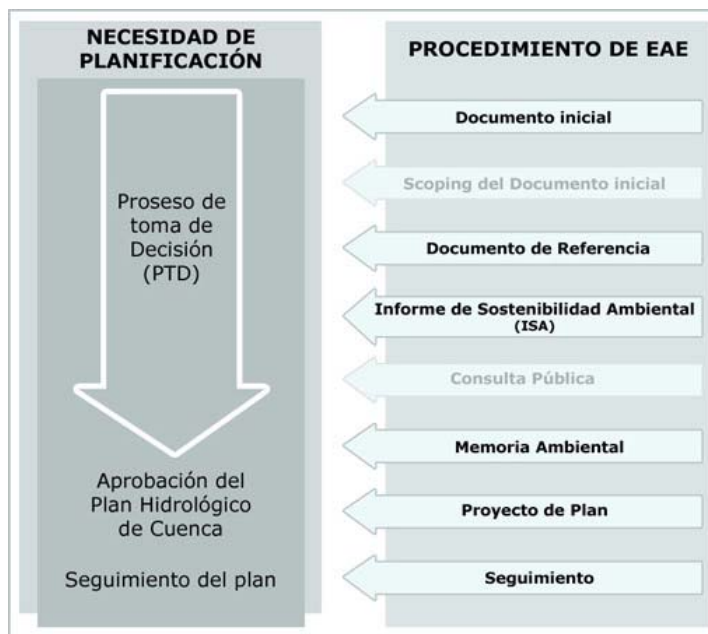 NECESIDAD DE
PLANIFICACIÓN
Proseso de
toma de
Decisión
(PTD)
Aprobación del
Plan Hidrológico
de Cuenca
Seguimiento del plan
PROCEDIMIENTO DE EAE
Documento inicial
Scoping del Documento inicial
Documento de Referencia
Informe de Sostenibilidad Ambiental
(ISA)
Consulta Pública
Memoria Ambiental
Proyecto de Plan
Seguimiento